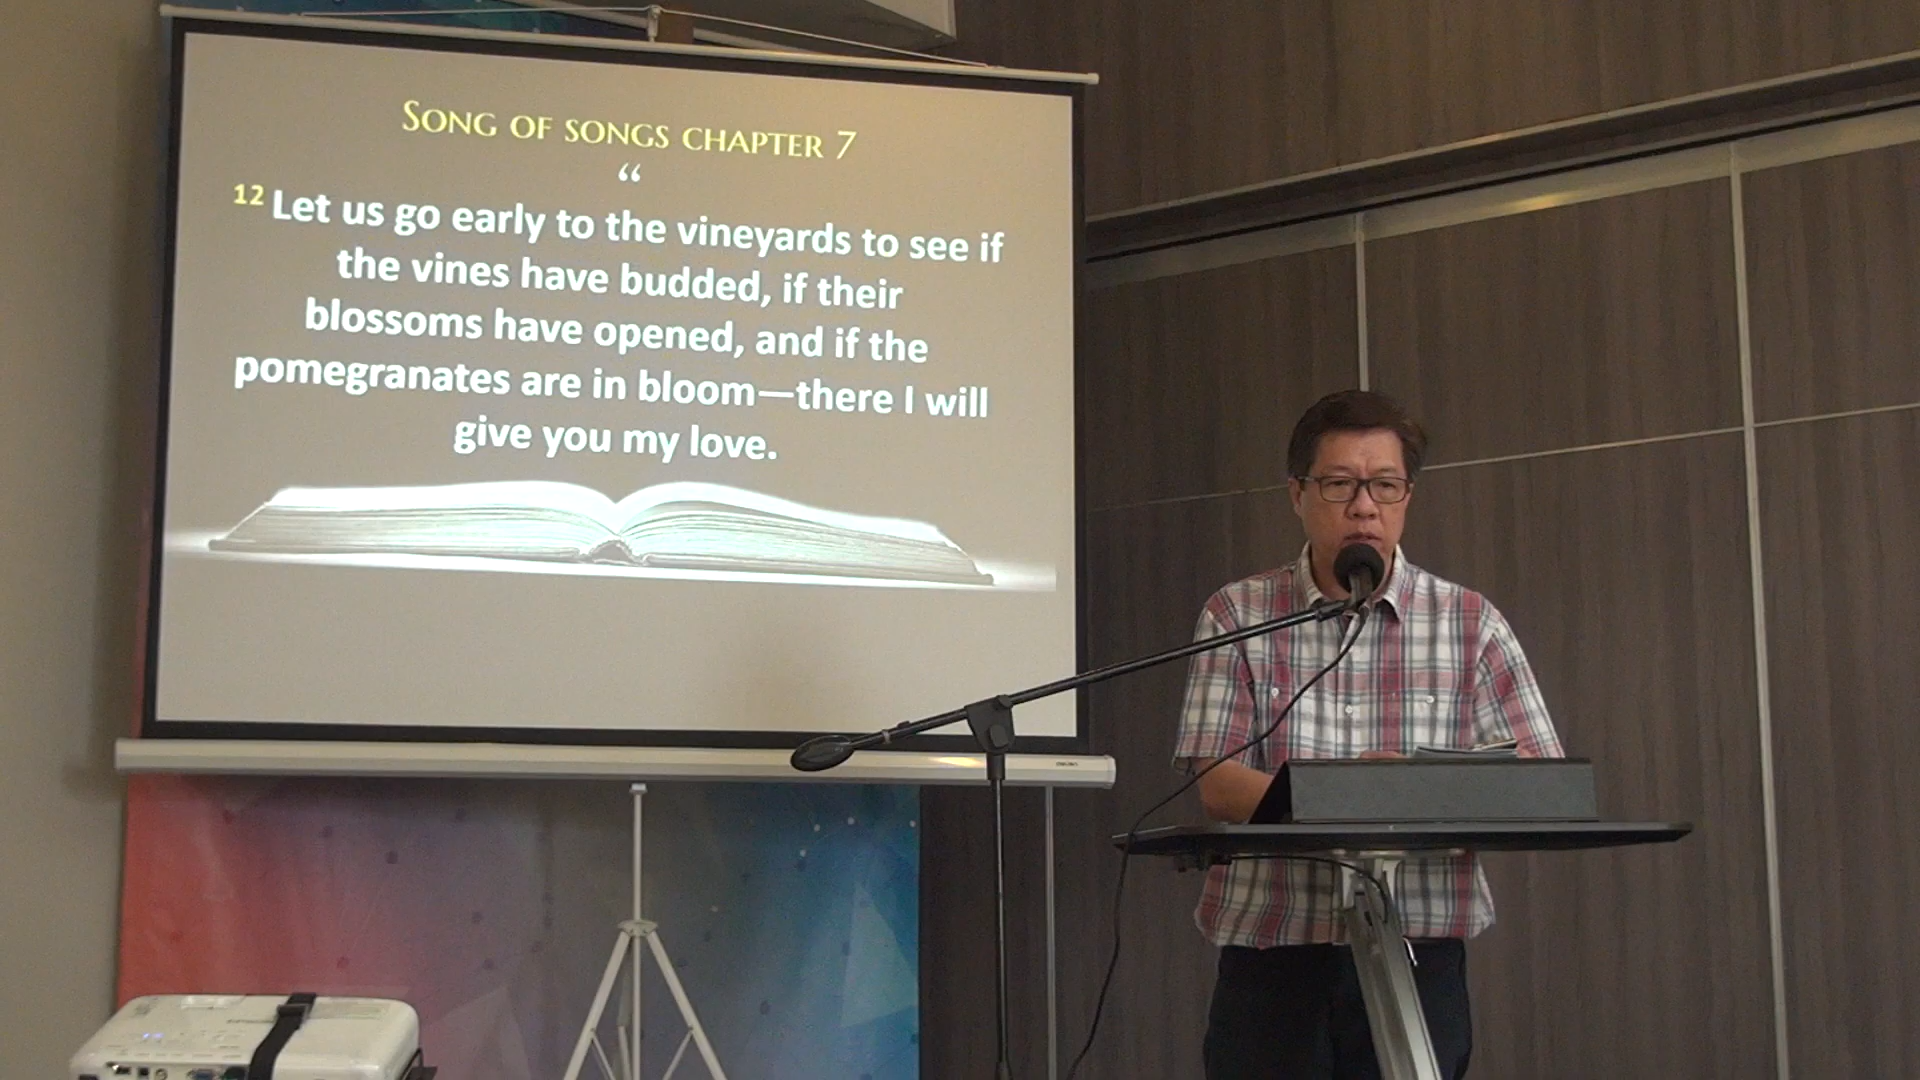 SONG OF SONGS CHAPTER 7
“
12 Let us go early to the vineyards to see if
the vines have budded, if their
blossoms have opened, and if the
pomegranates are in bloom—there I will
give you my love.